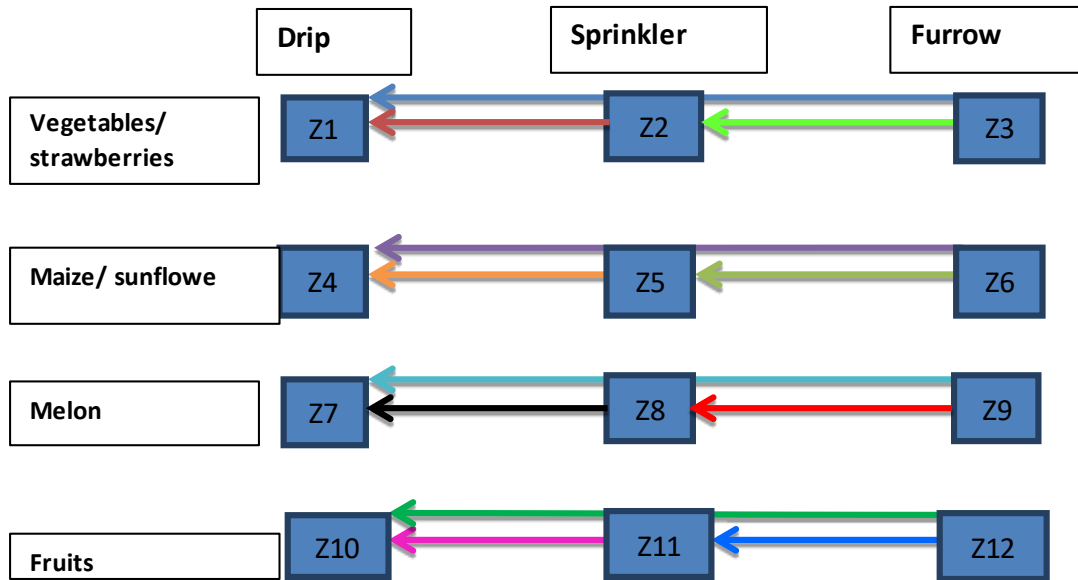 Drip
Sprinkler
Furrow
Vegetables/
strawberries
Z1
Z2
Z3
Maize/ sunflowe
Z4
Z5
Z6
Melon
Z7
Z8
Z9
Fruits
Z10
Z11
Z12